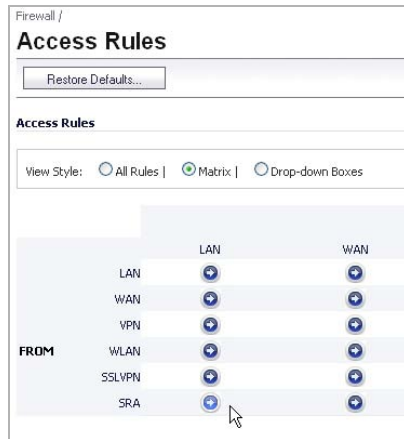 Firewall /
Access Rules
Restore Defaults...
Access Rules
View Style: All Rules | Matrix | Drop-down Boxes
LAN WAN
LAN
WAN
VPN
FROM WLAN
SSLVPN
SRA